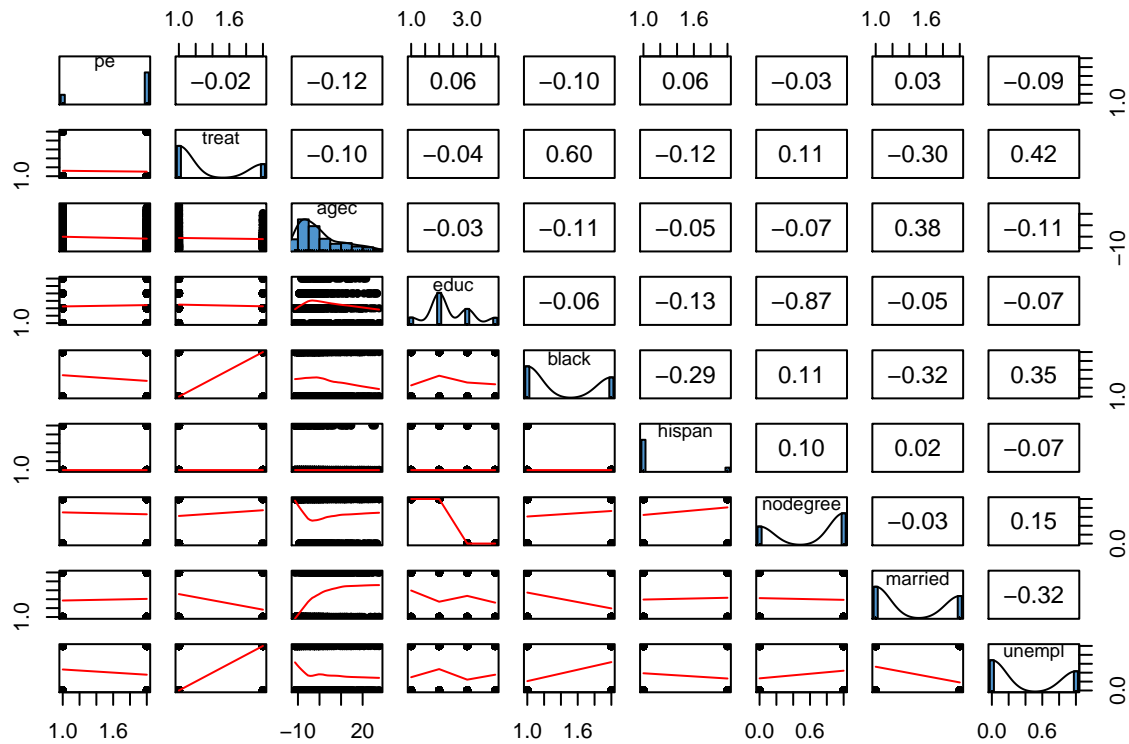 1.0 1.6 1.0 3.0 1.0 1.6 1.0 1.6
pe −0.02 −0.12 0.06 −0.10 0.06 −0.03 0.03 −0.09 1.0
1.0 treat −0.10 −0.04 0.60 −0.12 0.11 −0.30 0.42
agec −0.03 −0.11 −0.05 −0.07 0.38 −0.11 −10
1.0 educ −0.06 −0.13 −0.87 −0.05 −0.07
black −0.29 0.11 −0.32 0.35 1.0
1.0 hispan 0.10 0.02 −0.07
nodegree −0.03 0.15 0.0
1.0 married −0.32
unempl 0.0
1.0 1.6 −10 20 1.0 1.6 0.0 0.6 0.0 0.6